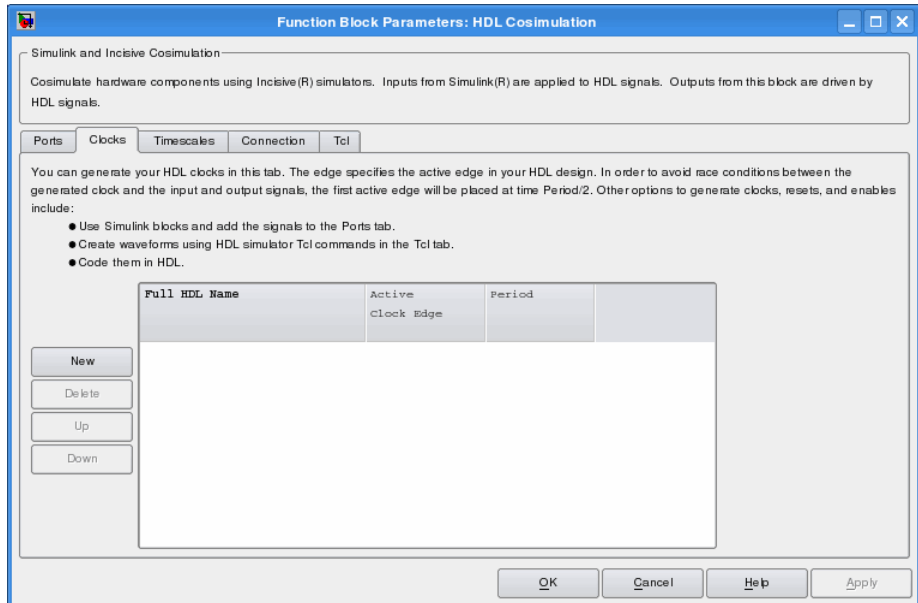 Function Block Parameters: HDL Cosimulation
Simulink and Incisive Cosimulation
Cosimulate hardware components using Incisive(R) simulators. Inputs from Simulink(R) are applied to HDL signals. Outputs from this block are driven by
HDL signals.
Ports Clocks Timescales Connection Tcl
You can generate your HDL clocks in this tab. The edge specifies the active edge in your HDL design. In order to avoid race conditions between the
generated clock and the input and output signals, the first active edge will be placed at time Period/2. Other options to generate clocks, resets, and enables
include:
● Use Simulink blocks and add the signals to the Ports tab.
● Create waveforms using HDL simulator Tcl commands in the Tcl tab.
● Code them in HDL.
Full HDL Name Active Period
Clock Edge
New
Delete
Up
Down
OK Cancel Help Apply